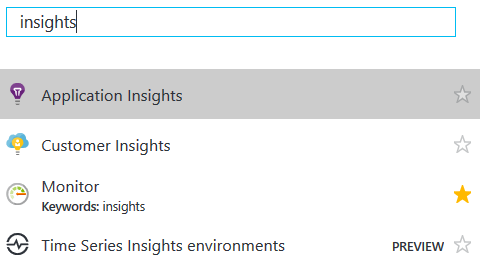 insights
Application Insights
Customer Insights
Monitor
Keywords: insights
Time Series Insights environments PREVIEW